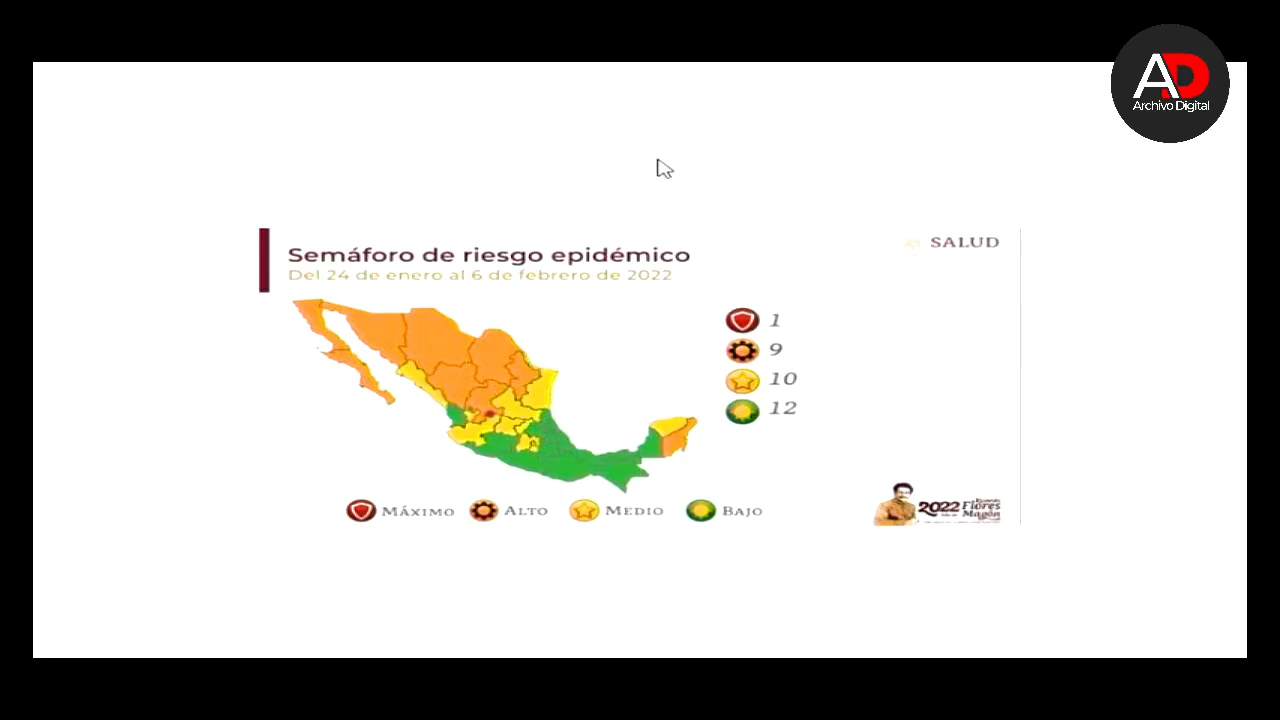 AD
Archivo Digital
Semáforo de riesgo epidémico
Del 24 de enero al 6 de febrero de 2022
SALUD
1
9
10
12
MÁXIMO
ALTO
MEDIO
BAJO
2022 Flores
Magón